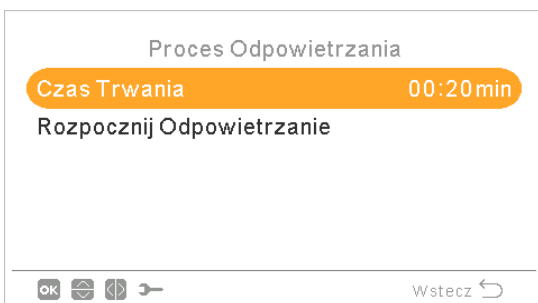 Proces Odpowietrzania
Czas Trwania 00:20min
Rozpocznij Odpowietrzanie
OK Wstecz